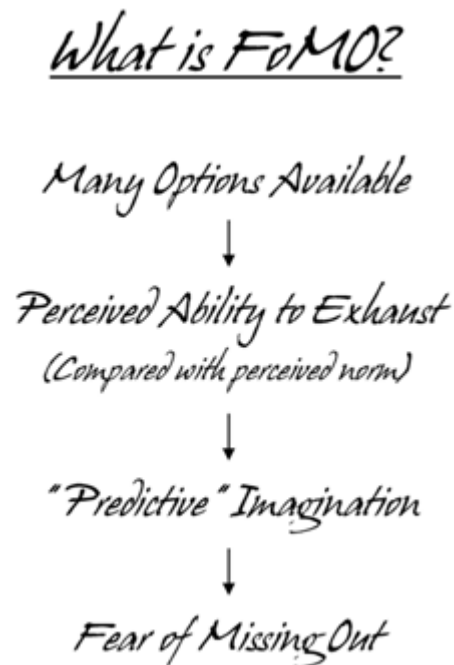 What is FoMO?
Many Options Available
Perceived Ability to Exhaust
(Compared with perceived norm)
"Predictive" Imagination
Fear of Missing Out